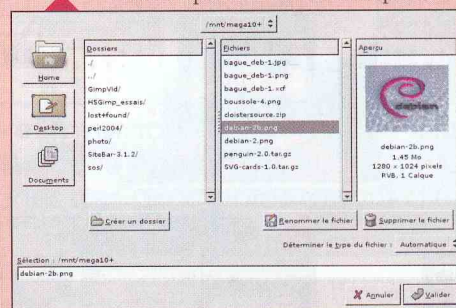 /mnt/mega10+
Home
Desktop
Documents
Dossiers
./
../
GimpVid/
HSGimp_essais/
lost+found/
perl2004/
photo/
SiteBar-3.1.2/
sos/
Fichiers
bague_deb-1.jpg
bague_deb-1.png
bague_deb-1.xcf
boussole-4.png
cloistersource.zip
debian-2b.png
debian-2.png
penguin-2.0.tar.gz
SVG-cards-1.0.tar.gz
Aperçu
debian
debian-2b.png
1.45 Mo
1280 x 1024 pixels
RVB, 1 Calque
Créer un dossier
Renommer le fichier
Supprimer le fichier
Déterminer le type du fichier : Automatique
Sélection : /mnt/mega10+
debian-2b.png
Annuler
Valider